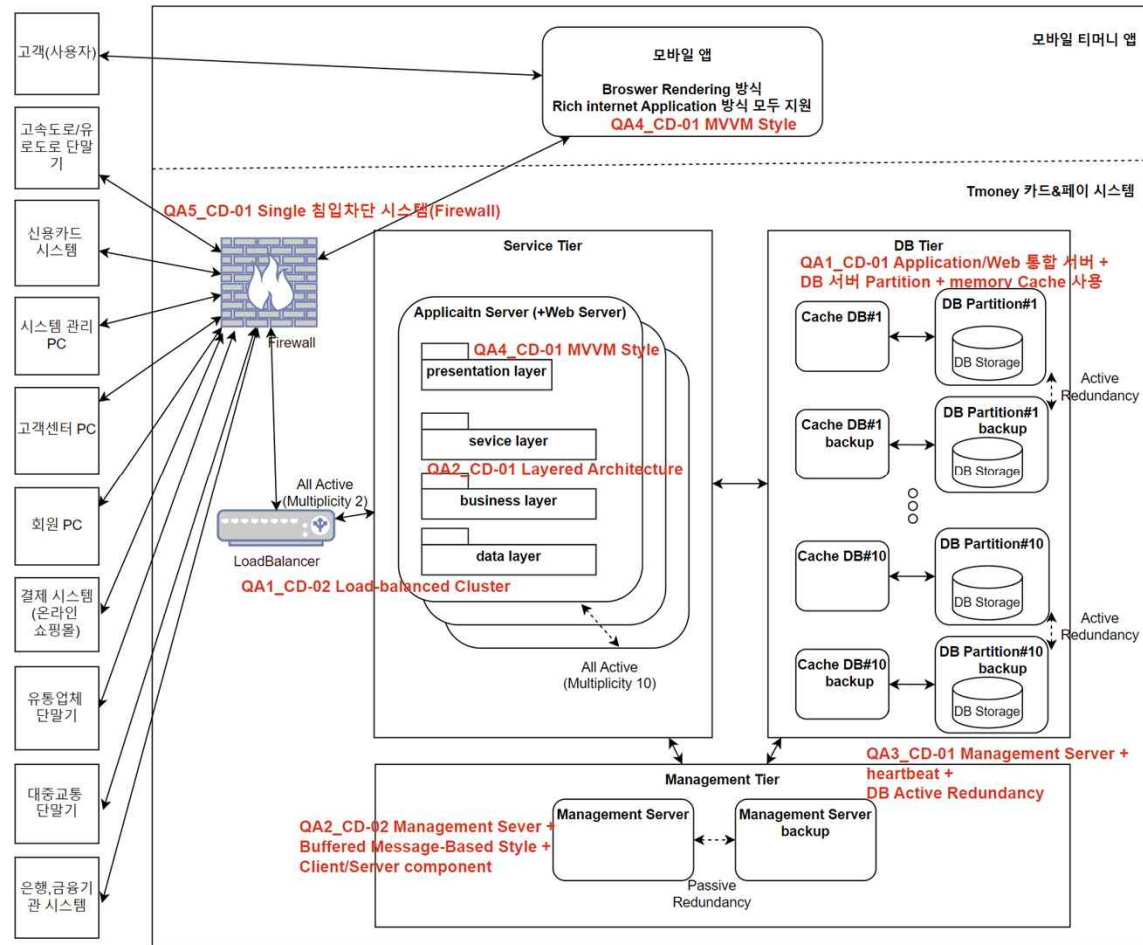 고객(사용자)
고속도로/유
로도로 단말
기
신용카드
시스템
시스템 관리
PC
고객센터 PC
회원 PC
결제 시스템
(온라인
쇼핑몰)
유통업체
단말기
대중교통
단말기
은행,금융기
관 시스템
모바일 티머니 앱
모바일 앱
Broswer Rendering 방식
Rich internet Application 방식 모두 지원
QA4_CD-01 MVVM Style
Tmoney 카드&페이 시스템
QA5_CD-01 Single 침입차단 시스템(Firewall)
Firewall
All Active
(Multiplicity 2)
LoadBalancer
QA1_CD-02 Load-balanced Cluster
Service Tier
Applicaitn Server (+Web Server)
QA4_CD-01 MVVM Style
presentation layer
sevice layer
QA2_CD-01 Layered Architecture
business layer
data layer
All Active
(Multiplicity 10)
DB Tier
QA1_CD-01 Application/Web 통합 서버 +
DB 서버 Partition + memory Cache 사용
Cache DB#1
DB Partition#1
DB Storage
Active
Redundancy
Cache DB#1
backup
DB Partition#1
backup
DB Storage
Cache DB#10
DB Partition#10
DB Storage
Active
Redundancy
Cache DB#10
backup
DB Partition#10
backup
DB Storage
QA3_CD-01 Management Server +
heartbeat +
DB Active Redundancy
Management Tier
QA2_CD-02 Management Sever +
Buffered Message-Based Style +
Client/Server component
Management Server
Management Server
backup
Passive
Redundancy